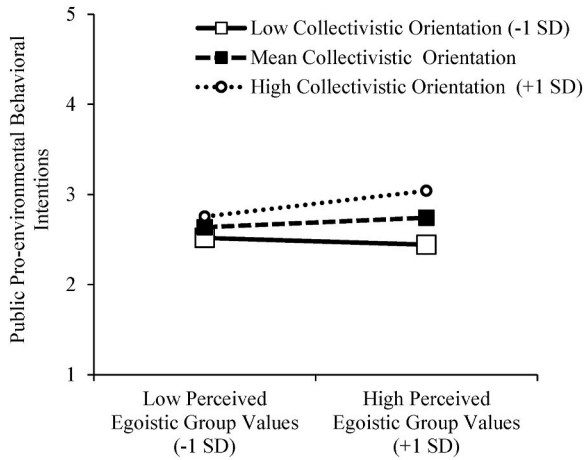 Low Collectivistic Orientation (-1 SD)
Mean Collectivistic Orientation
High Collectivistic Orientation (+1 SD)
Public Pro-environmental Behavioral
Intentions
5
4
3
2
1
Low Perceived
Egoistic Group Values
(-1 SD)
High Perceived
Egoistic Group Values
(+1 SD)